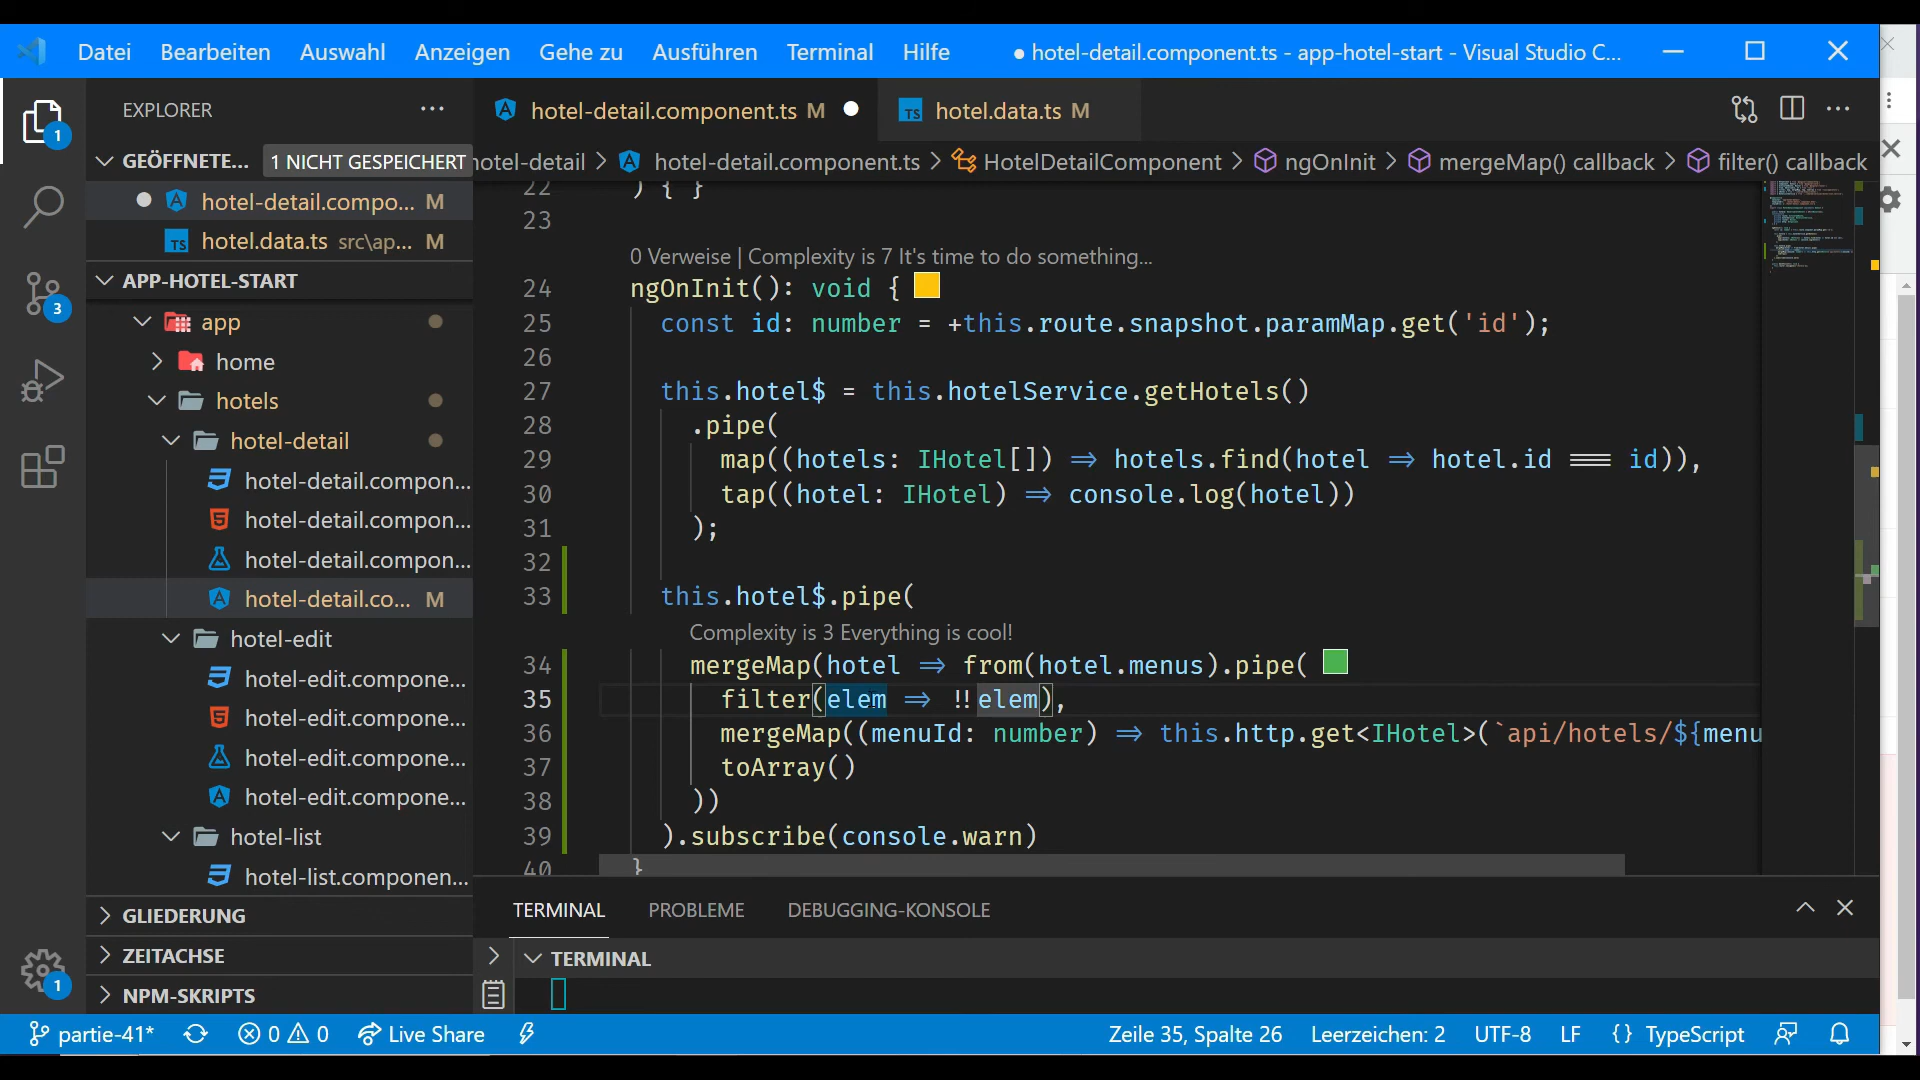 Datei Bearbeiten Auswahl Anzeigen Gehe zu Ausführen Terminal Hilfe ● hotel-detail.component.ts - app-hotel-start - Visual Studio C...
EXPLORER ...
hotel-detail.component.ts M
TS hotel.data.ts M
GEÖFFNETE... 1 NICHT GESPEICHERT
hotel-detail > hotel-detail.component.ts > HotelDetailComponent > ngOnInit > mergeMap() callback > filter() callback
hotel-detail.compo... M
TS hotel.data.ts src\ap... M
APP-HOTEL-START
app
home
hotels
hotel-detail
hotel-detail.compon...
hotel-detail.compon...
hotel-detail.compon...
hotel-detail.co... M
hotel-edit
hotel-edit.compone...
hotel-edit.compone...
hotel-edit.compone...
hotel-edit.compone...
hotel-list
hotel-list.componen...
GLIEDERUNG
ZEITACHSE
NPM-SKRIPTS
1
3
1
22 ) { }
23
0 Verweise | Complexity is 7 It's time to do something...
24 ngOnInit(): void {
25 const id: number = +this.route.snapshot.paramMap.get('id');
26
27 this.hotel$ = this.hotelService.getHotels()
28 .pipe(
29 map((hotels: IHotel[]) => hotels.find(hotel => hotel.id === id)),
30 tap((hotel: IHotel) => console.log(hotel))
31 );
32
33 this.hotel$.pipe(
Complexity is 3 Everything is cool!
34 mergeMap(hotel => from(hotel.menus).pipe(
35 filter(elem => !!elem),
36 mergeMap((menuId: number) => this.http.get<IHotel>(`api/hotels/${menu
37 toArray()
38 ))
39 ).subscribe(console.warn)
40 }
TERMINAL PROBLEME DEBUGGING-KONSOLE
TERMINAL
partie-41* 0 0 Live Share Zeile 35, Spalte 26 Leerzeichen: 2 UTF-8 LF {} TypeScript